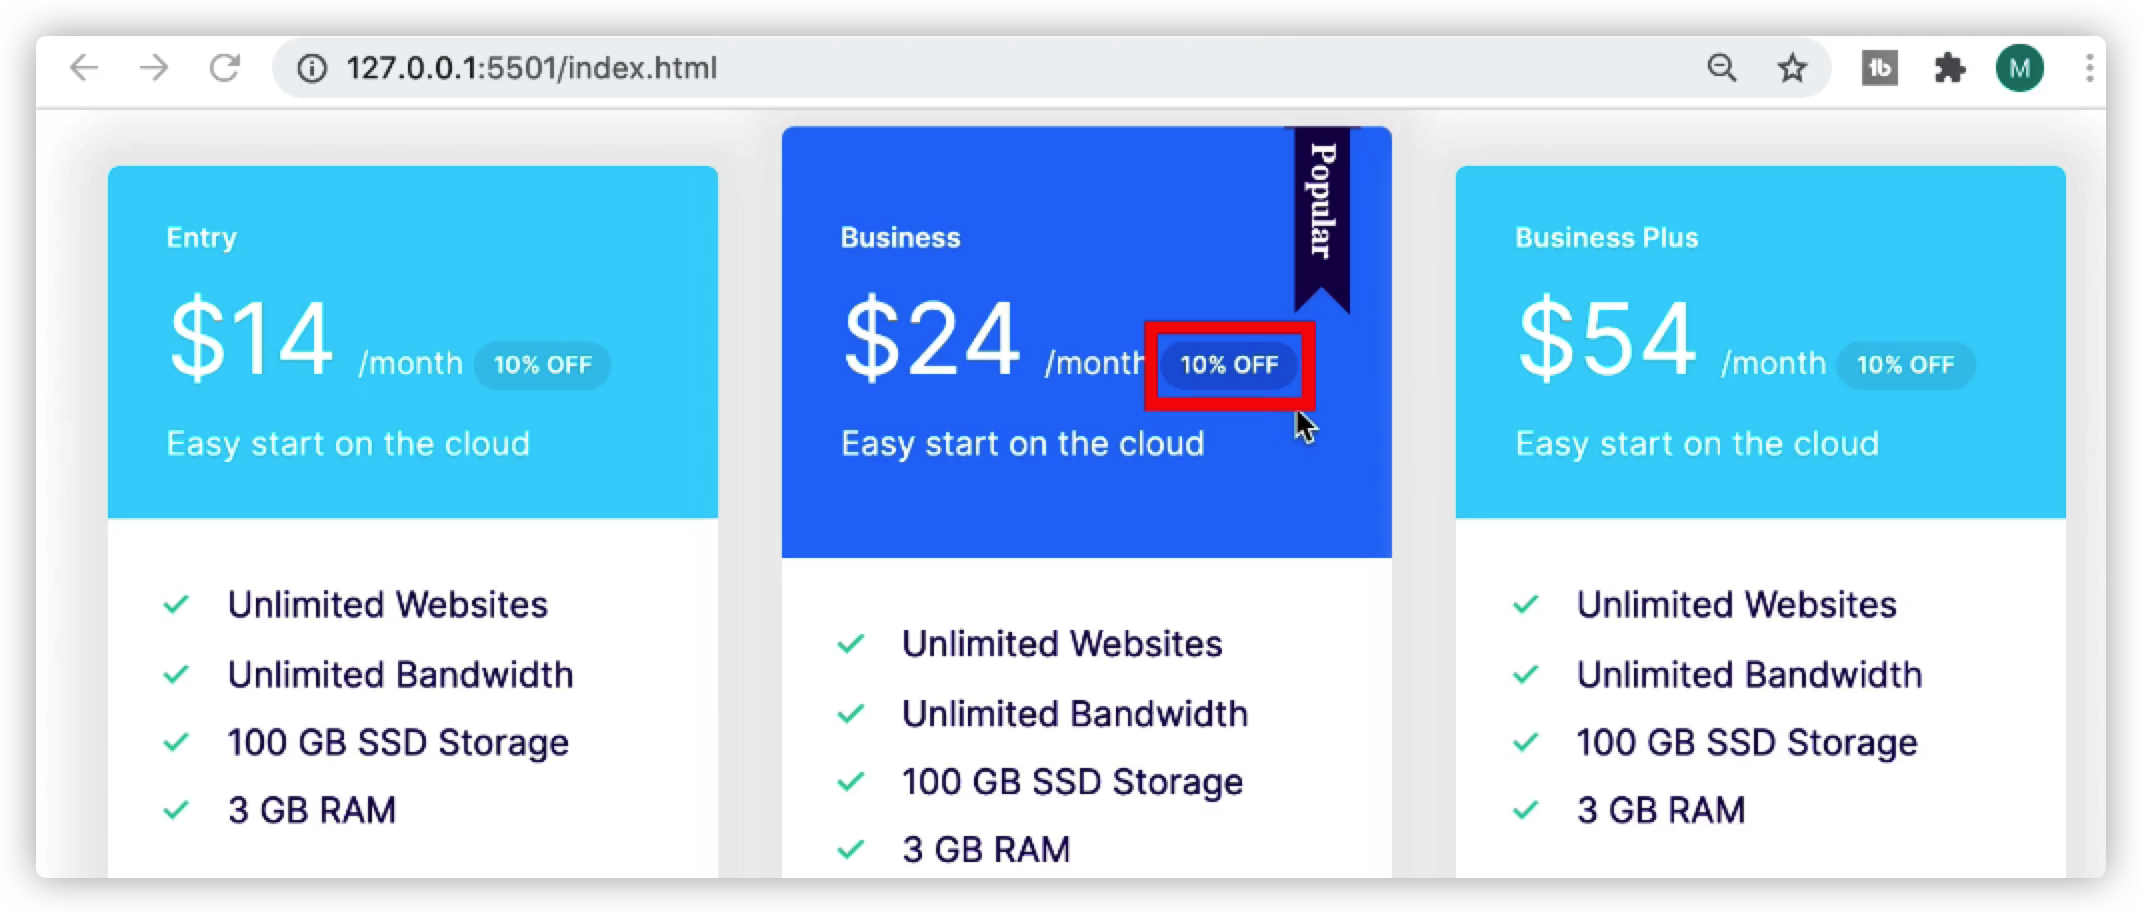 127.0.0.1:5501/index.html
M
Entry
$14 /month 10% OFF
Easy start on the cloud
Unlimited Websites
Unlimited Bandwidth
100 GB SSD Storage
3 GB RAM
Popular
Business
$24 /month 10% OFF
Easy start on the cloud
Unlimited Websites
Unlimited Bandwidth
100 GB SSD Storage
3 GB RAM
Business Plus
$54 /month 10% OFF
Easy start on the cloud
Unlimited Websites
Unlimited Bandwidth
100 GB SSD Storage
3 GB RAM